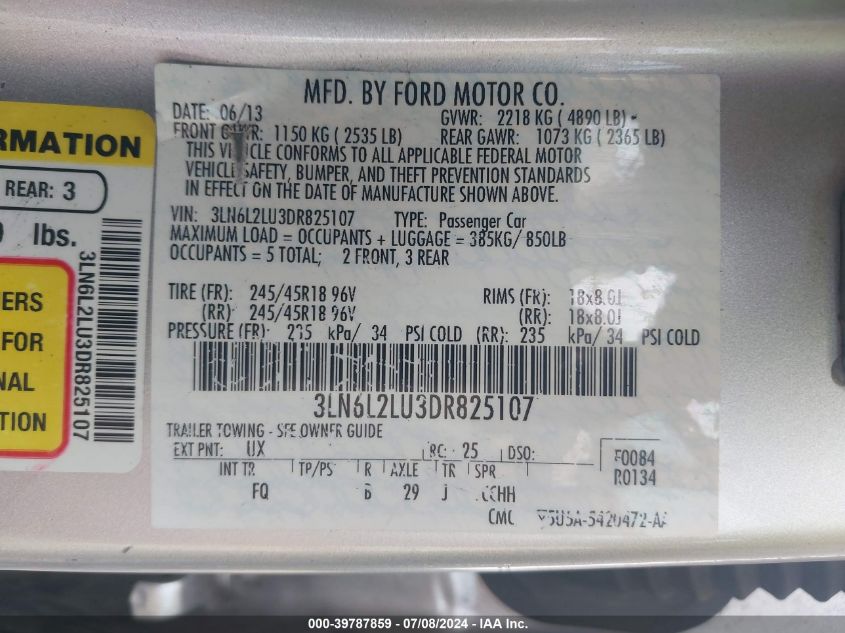 RMATION
REAR: 3
lbs.
3LN6L2LU3DR825107
ERS
FOR
NAL
TION
MFD. BY FORD MOTOR CO.
DATE: 06/13 GVWR: 2218 KG ( 4890 LB)
FRONT GAWR: 1150 KG ( 2535 LB) REAR GAWR: 1073 KG ( 2365 LB)
THIS VEHICLE CONFORMS TO ALL APPLICABLE FEDERAL MOTOR
VEHICLE SAFETY, BUMPER, AND THEFT PREVENTION STANDARDS
IN EFFECT ON THE DATE OF MANUFACTURE SHOWN ABOVE.
VIN: 3LN6L2LU3DR825107 TYPE: Passenger Car
MAXIMUM LOAD = OCCUPANTS + LUGGAGE = 385KG/ 850LB
OCCUPANTS = 5 TOTAL; 2 FRONT, 3 REAR
TIRE (FR): 245/45R18 96V RIMS (FR): 18x8.0J
(RR): 245/45R18 96V (RR): 18x8.0J
PRESSURE (FR): 235 kPa/ 34 PSI COLD (RR): 235 kPa/ 34 PSI COLD
3LN6L2LU3DR825107
TRAILER TOWING - SEE OWNER GUIDE
EXT PNT: UX RC: 25 DSO: F0084
INT TR TP/PS R AXLE TR SPR R0134
FQ 29 J
CMC
000-39787859 - 07/08/2024 - IAA Inc.